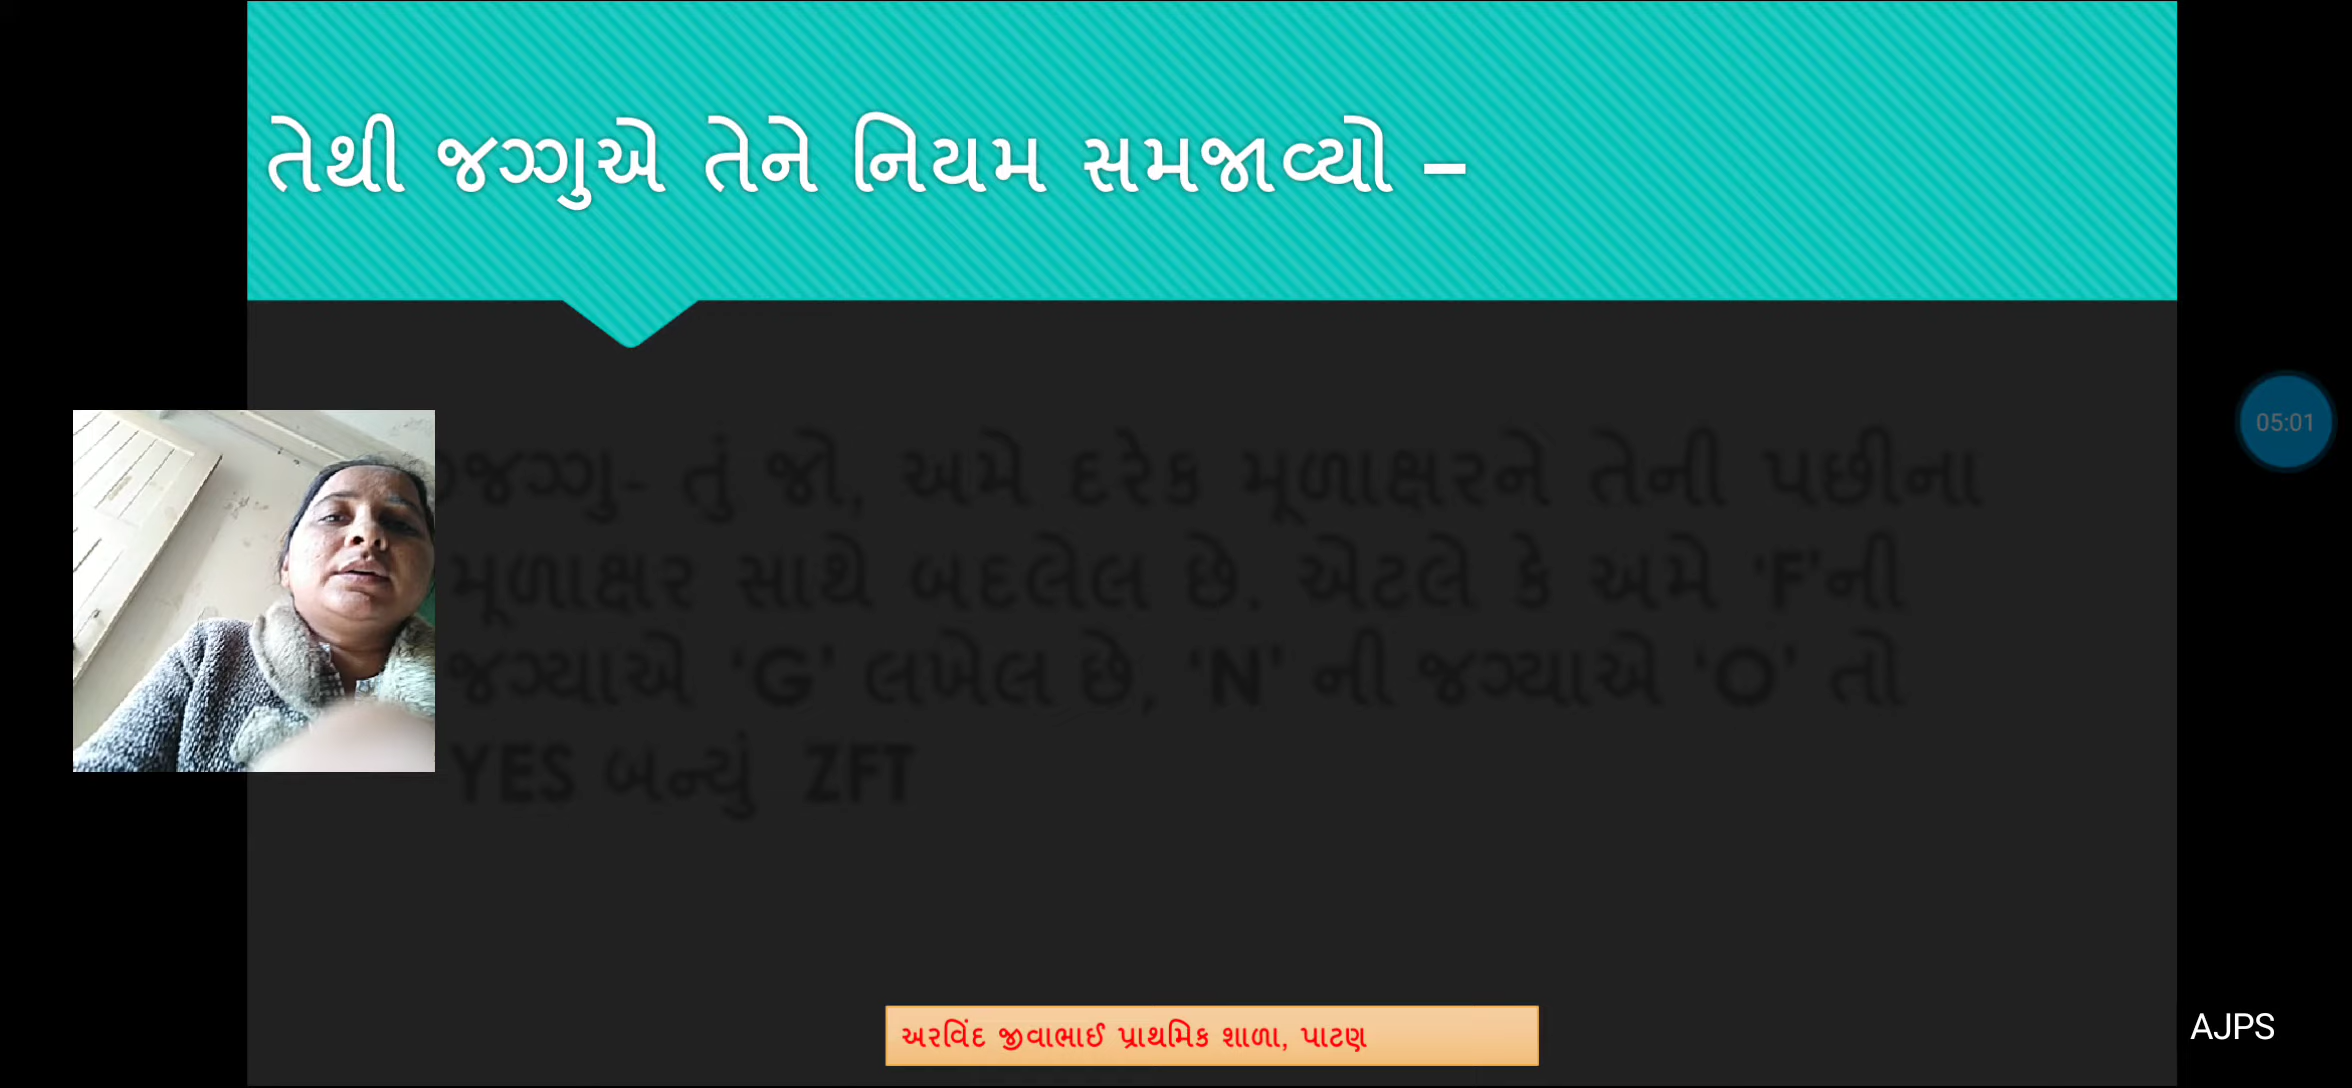 તેથી જગ્ગુએ તેને નિયમ સમજાવ્યો –
જગ્ગુ- તું જો, અમે દરેક મૂળાક્ષરને તેની પછીના
મૂળાક્ષર સાથે બદલેલ છે. એટલે કે અમે ‘F’ની
જગ્યાએ ‘G’ લખેલ છે, ‘N’ ની જગ્યાએ ‘O’ તો
YES બન્યું ZFT
05:01
અરવિંદ જીવાભાઈ પ્રાથમિક શાળા, પાટણ
AJPS